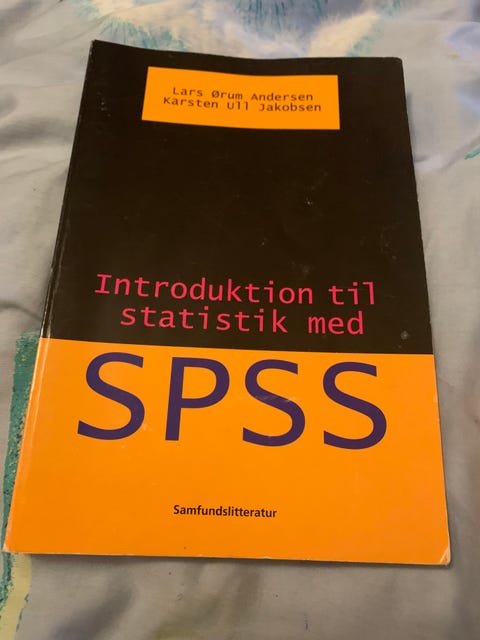 Lars Ørum Andersen
Karsten Ull Jakobsen
Introduktion til
statistik med
SPSS
Samfundslitteratur